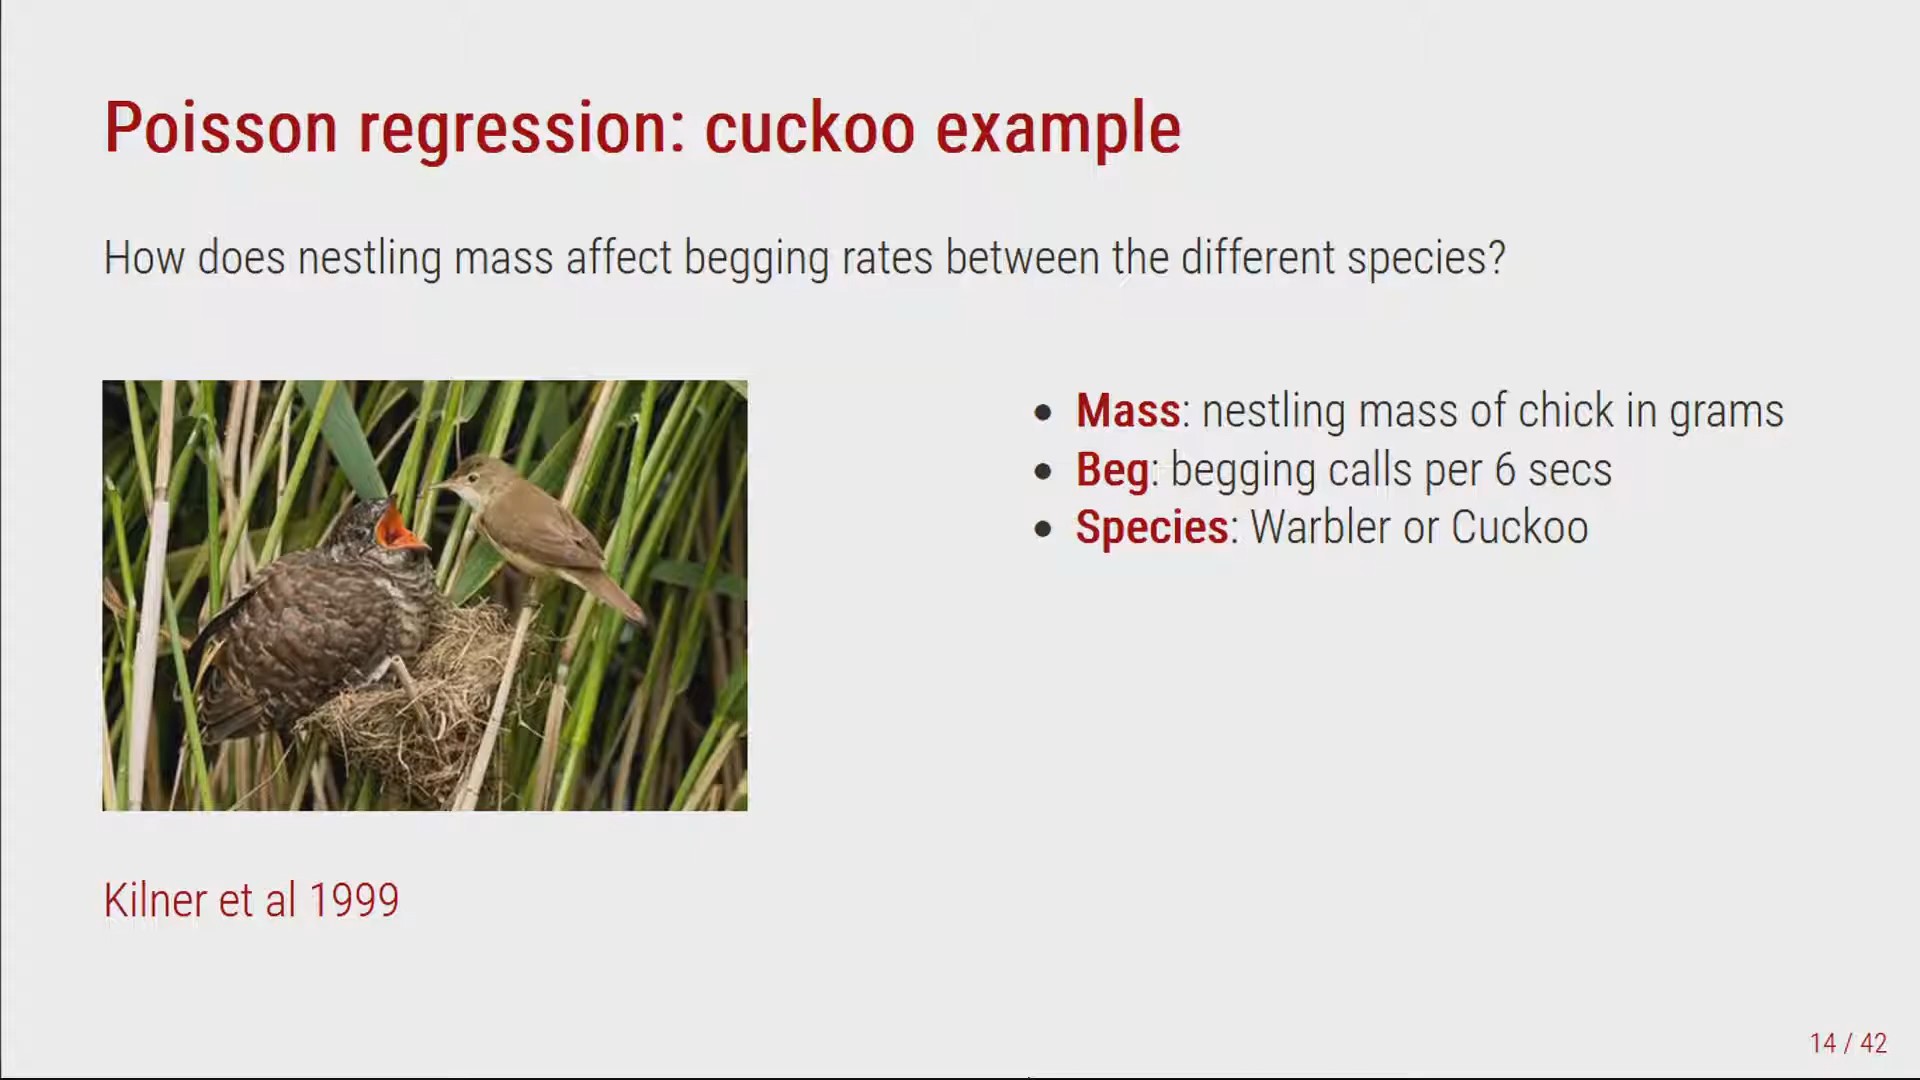 Poisson regression: cuckoo example
How does nestling mass affect begging rates between the different species?
Mass: nestling mass of chick in grams
Beg: begging calls per 6 secs
Species: Warbler or Cuckoo
Kilner et al 1999
14 / 42